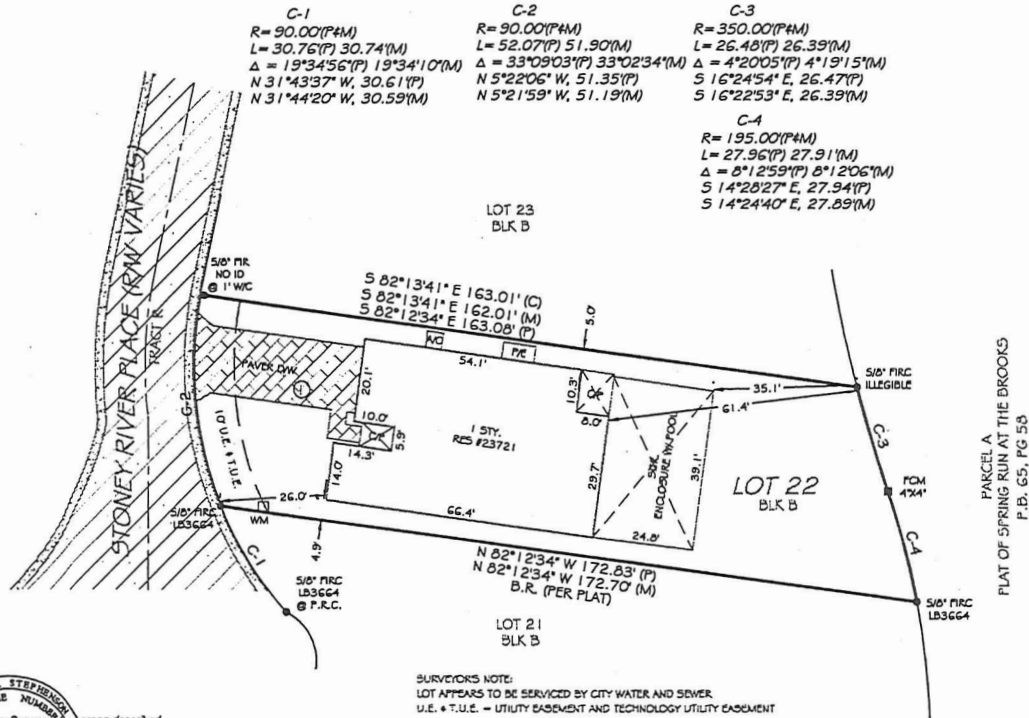 C-1
R= 90.00'(P&M)
L= 30.76'(P) 30.74'(M)
Δ = 19°34'56"(P) 19°34'10"(M)
N 31°43'37" W, 30.61'(P)
N 31°44'20" W, 30.59'(M)
C-2
R= 90.00'(P&M)
L= 52.07'(P) 51.90'(M)
Δ = 33°09'03"(P) 33°02'34"(M)
N 5°22'06" W, 51.35'(P)
N 5°21'59" W, 51.19'(M)
C-3
R= 350.00'(P&M)
L= 26.48'(P) 26.39'(M)
Δ = 4°20'05"(P) 4°19'15"(M)
S 16°24'54" E, 26.47'(P)
S 16°22'53" E, 26.39'(M)
C-4
R= 195.00'(P&M)
L= 27.96'(P) 27.91'(M)
Δ = 8°12'59"(P) 8°12'06"(M)
S 14°28'27" E, 27.94'(P)
S 14°24'40" E, 27.89'(M)
STONEY RIVER PLACE (R/W VARIES)
TRACT R
LOT 23
BLK B
5/8" FIR
NO ID
@ 1' W/C
S 82°13'41" E 163.01' (C)
S 82°13'41" E 162.01' (M)
S 82°12'34" E 163.08' (P)
5.0'
A/C
P/E
54.1'
5/8" FIRC
ILLEGIBLE
35.1'
61.4'
PAVER D/W
20.1'
10.3'
8.0'
10.0'
5.9'
14.3'
14.0'
1 STY.
RES #23721
29.7'
SCR.
ENCLOSURE W/POOL
39.1'
C-2
C-3
10' U.E. & T.U.E.
LOT 22
BLK B
PCM
4"X4"
26.0'
66.4'
24.8'
WM
5/8" FIRC
LB3664
4.9'
C-1
C-4
N 82°12'34" W 172.83' (P)
N 82°12'34" W 172.70' (M)
B.R. (PER PLAT)
5/8" FIRC
LB3664
@ P.R.C.
5/8" FIRC
LB3664
LOT 21
BLK B
PARCEL A
PLAT OF SPRING RUN AT THE BROOKS
P.B. 65, PG 58
STEPHENSON
NUMBER
SURVEYORS NOTE:
LOT APPEARS TO BE SERVICED BY CITY WATER AND SEWER
U.E. & T.U.E. = UTILITY EASEMENT AND TECHNOLOGY UTILITY EASEMENT